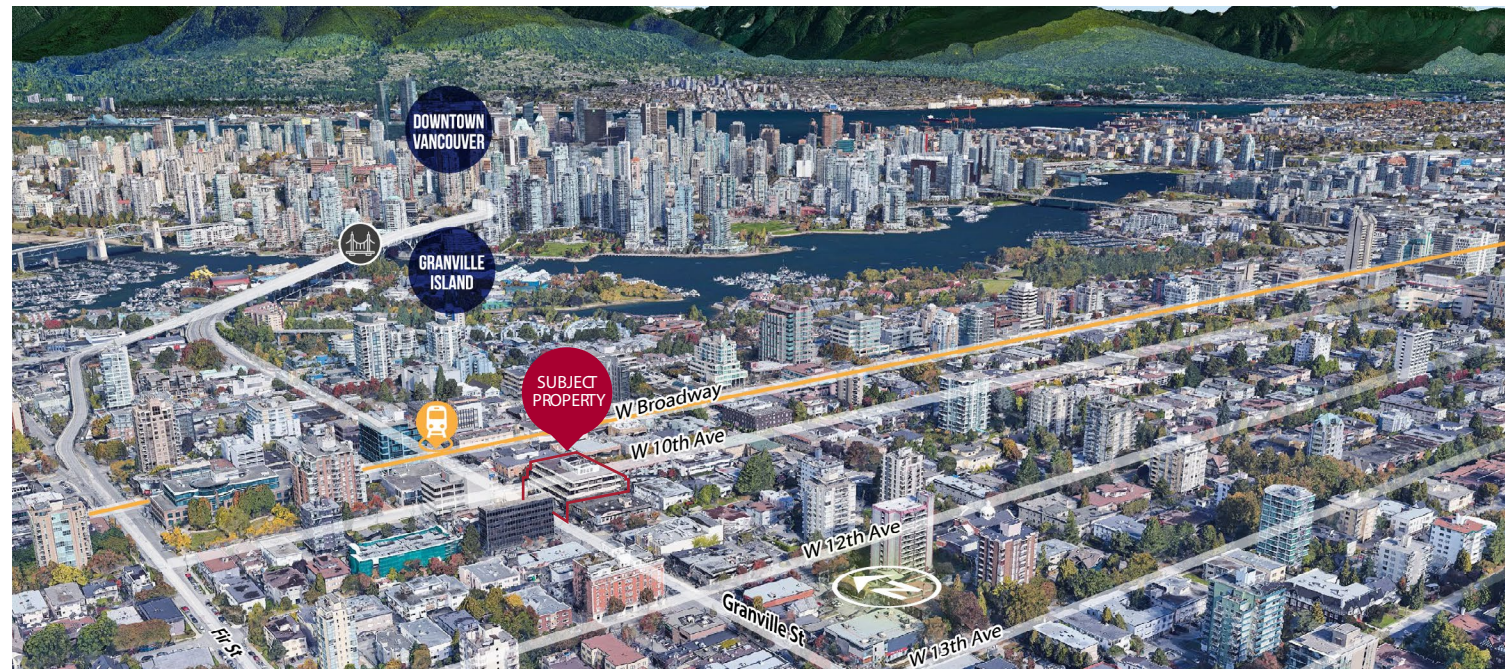 DOWNTOWN
VANCOUVER
GRANVILLE
ISLAND
SUBJECT
PROPERTY
W Broadway
W 10th Ave
W 12th Ave
Granville St
W 13th Ave
Fir St